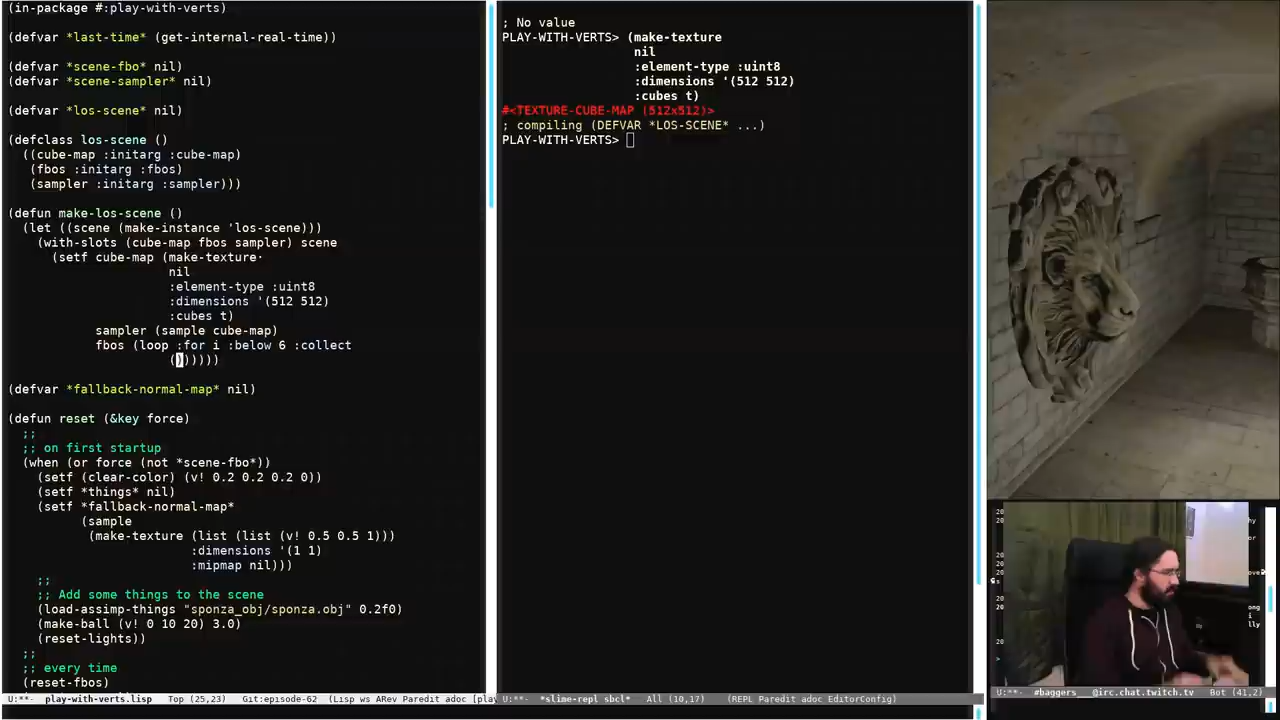 (in-package #:play-with-verts)
(defvar *last-time* (get-internal-real-time))
(defvar *scene-fbo* nil)
(defvar *scene-sampler* nil)
(defvar *los-scene* nil)
(defclass los-scene ()
  ((cube-map :initarg :cube-map)
   (fbos :initarg :fbos)
   (sampler :initarg :sampler)))
(defun make-los-scene ()
  (let ((scene (make-instance 'los-scene)))
    (with-slots (cube-map fbos sampler) scene
      (setf cube-map (make-texture·
                      nil
                      :element-type :uint8
                      :dimensions '(512 512)
                      :cubes t)
            sampler (sample cube-map)
            fbos (loop :for i :below 6 :collect
                      ())))))
(defvar *fallback-normal-map* nil)
(defun reset (&key force)
  ;;
  ;; on first startup
  (when (or force (not *scene-fbo*))
    (setf (clear-color) (v! 0.2 0.2 0.2 0))
    (setf *things* nil)
    (setf *fallback-normal-map*
          (sample
           (make-texture (list (list (v! 0.5 0.5 1)))
                         :dimensions '(1 1)
                         :mipmap nil)))
    ;;
    ;; Add some things to the scene
    (load-assimp-things "sponza_obj/sponza.obj" 0.2f0)
    (make-ball (v! 0 10 20) 3.0)
    (reset-lights))
  ;;
  ;; every time
  (reset-fbos)
U:**-  play-with-verts.lisp   Top (25,23)   Git:episode-62  (Lisp ws ARev Paredit adoc [play
; No value
PLAY-WITH-VERTS> (make-texture
                  nil
                  :element-type :uint8
                  :dimensions '(512 512)
                  :cubes t)
#<TEXTURE-CUBE-MAP (512x512)>
; compiling (DEFVAR *LOS-SCENE* ...)
PLAY-WITH-VERTS>
U:**-  *slime-repl sbcl*   All (10,17)   (REPL Paredit adoc EditorConfig)
U:**-  #baggers  _@irc.chat.twitch.tv   Bot (41,2)